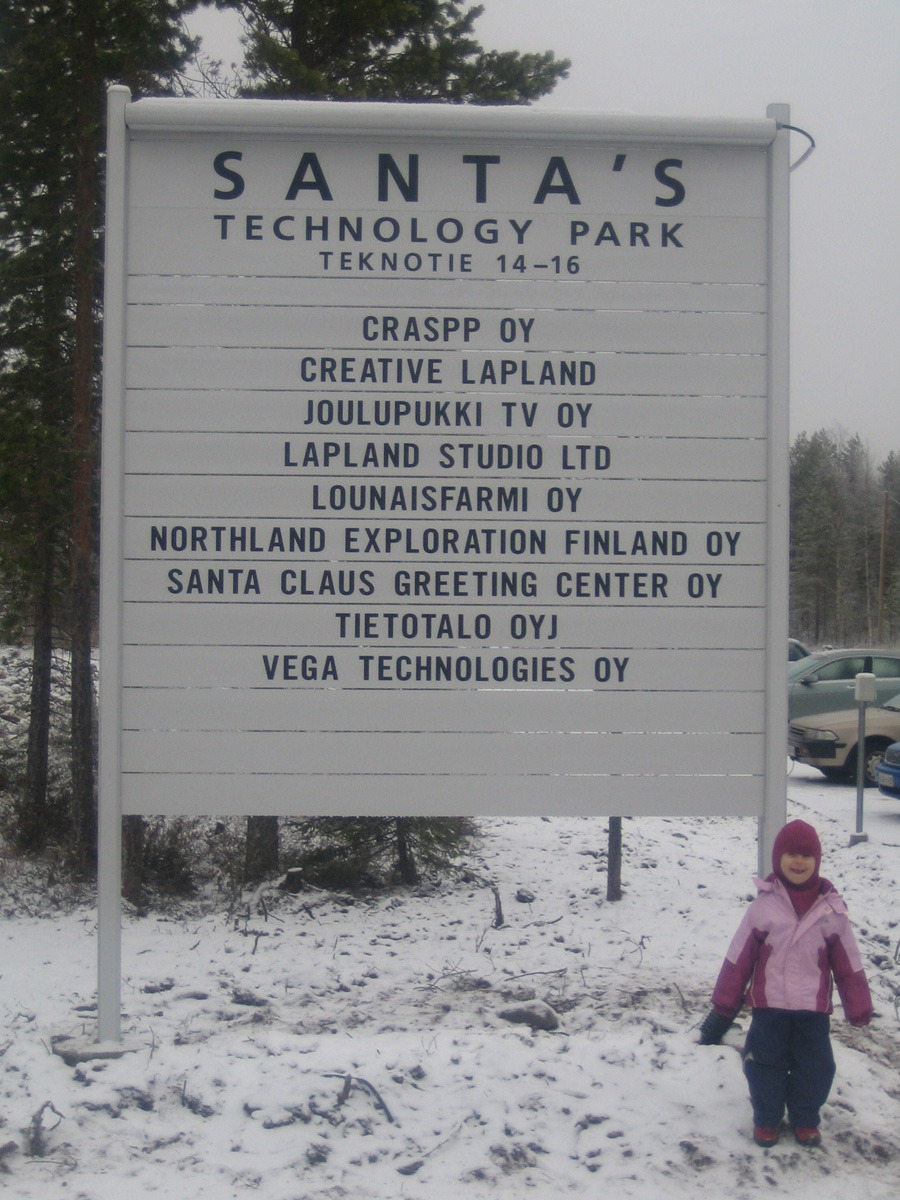 SANTA'S
TECHNOLOGY PARK
TEKNOTIE 14-16
CRASPP OY
CREATIVE LAPLAND
JOULUPUKKI TV OY
LAPLAND STUDIO LTD
LOUNAISFARMI OY
NORTHLAND EXPLORATION FINLAND OY
SANTA CLAUS GREETING CENTER OY
TIETOTALO OYJ
VEGA TECHNOLOGIES OY